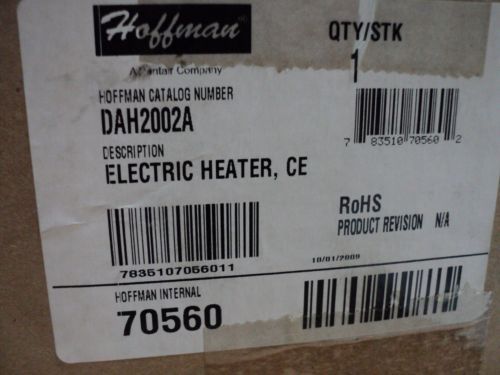 Hoffman
A Pentair Company
QTY/STK
1
HOFFMAN CATALOG NUMBER
DAH2002A
7 83510 70560 2
DESCRIPTION
ELECTRIC HEATER, CE
RoHS
PRODUCT REVISION N/A
7835107056011
10/01/2009
HOFFMAN INTERNAL
70560